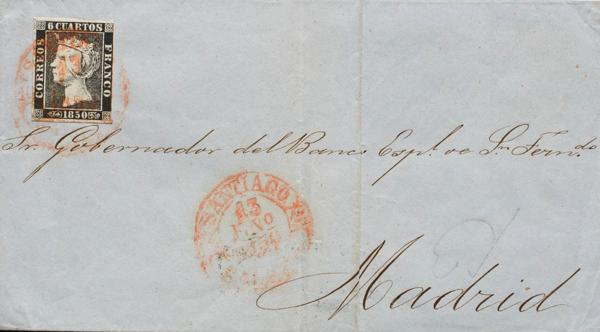 6 CUARTOS
CORREOS
FRANCO
1850
Sr. Gobernador del Banco Espl. de Sn. Ferndo
SANTIAGO
13
Madrid